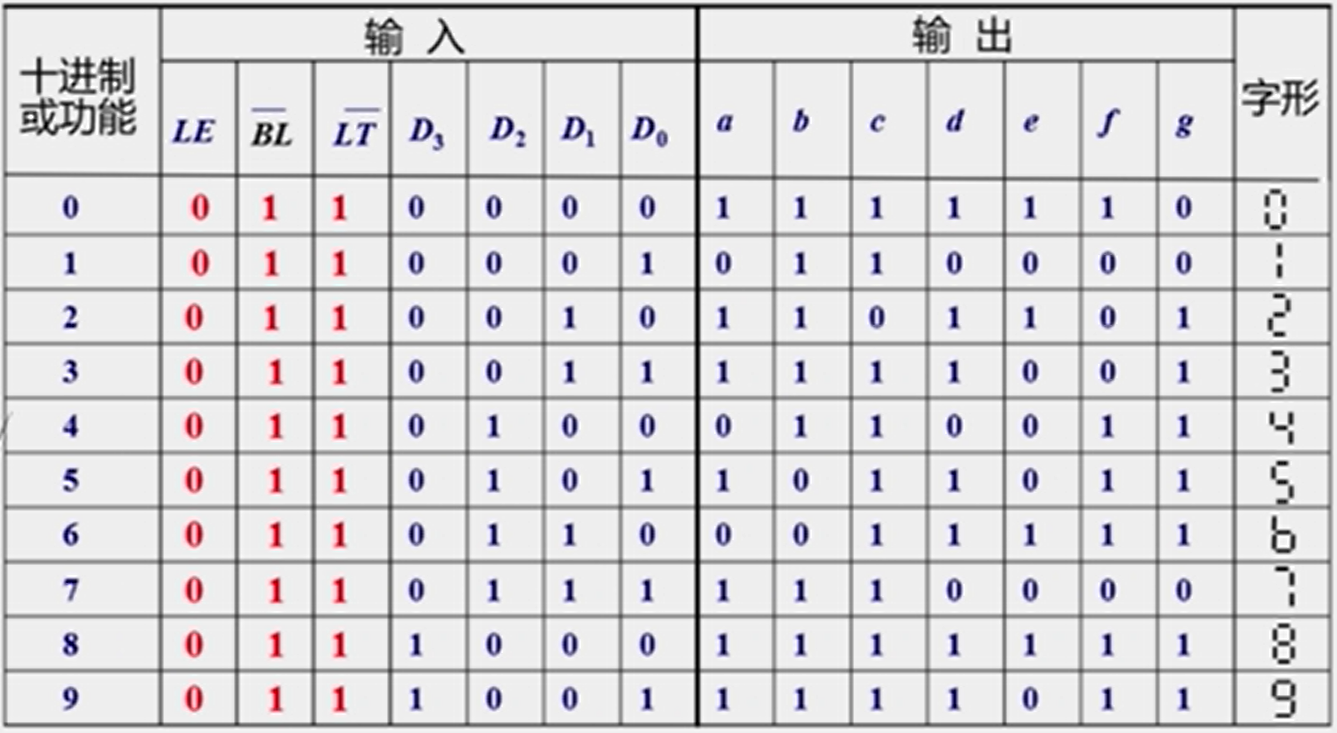 输 入 输 出
十进制 字形
或功能 LE B̅L̅ L̅T̅ D₃ D₂ D₁ D₀ a b c d e f g
0 0 1 1 0 0 0 0 1 1 1 1 1 1 0 0
1 0 1 1 0 0 0 1 0 1 1 0 0 0 0 1
2 0 1 1 0 0 1 0 1 1 0 1 1 0 1 2
3 0 1 1 0 0 1 1 1 1 1 1 0 0 1 3
4 0 1 1 0 1 0 0 0 1 1 0 0 1 1 4
5 0 1 1 0 1 0 1 1 0 1 1 0 1 1 5
6 0 1 1 0 1 1 0 0 0 1 1 1 1 1 6
7 0 1 1 0 1 1 1 1 1 1 0 0 0 0 7
8 0 1 1 1 0 0 0 1 1 1 1 1 1 1 8
9 0 1 1 1 0 0 1 1 1 1 1 0 1 1 9